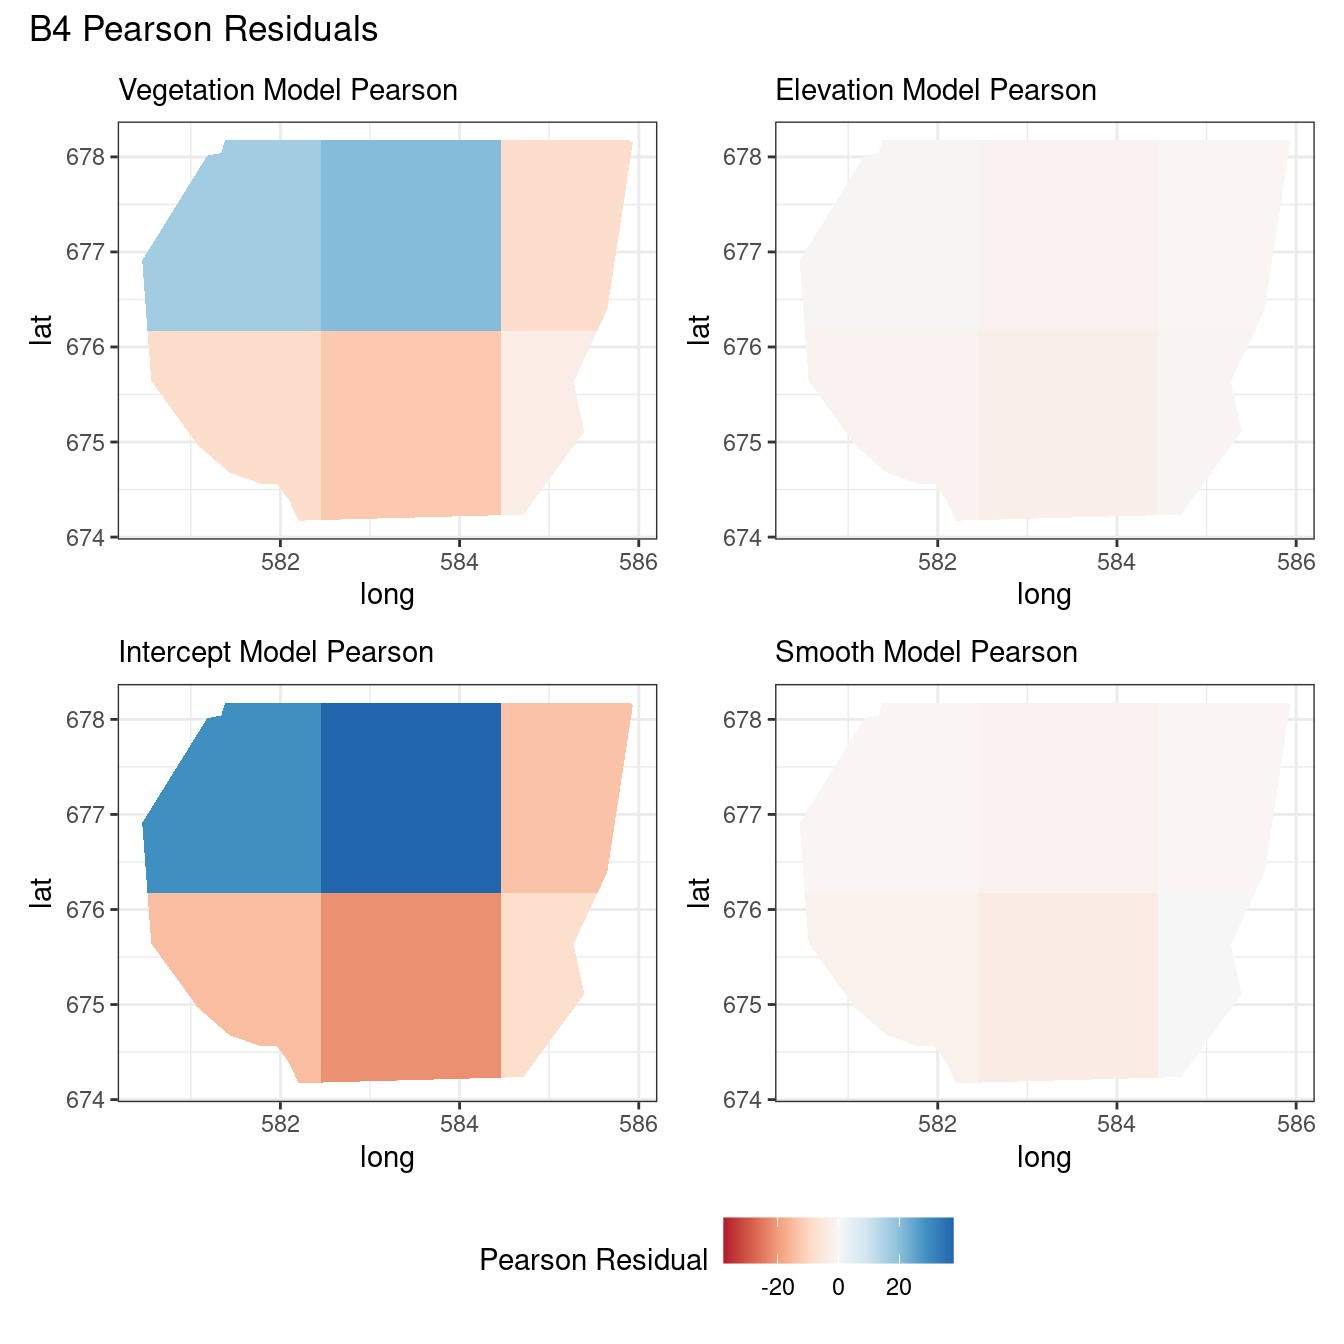 B4 Pearson Residuals
Vegetation Model Pearson
678
677
676
675
674
lat
582 584 586
long
Elevation Model Pearson
678
677
676
675
674
lat
582 584 586
long
Intercept Model Pearson
678
677
676
675
674
lat
582 584 586
long
Smooth Model Pearson
678
677
676
675
674
lat
582 584 586
long
Pearson Residual
-20 0 20